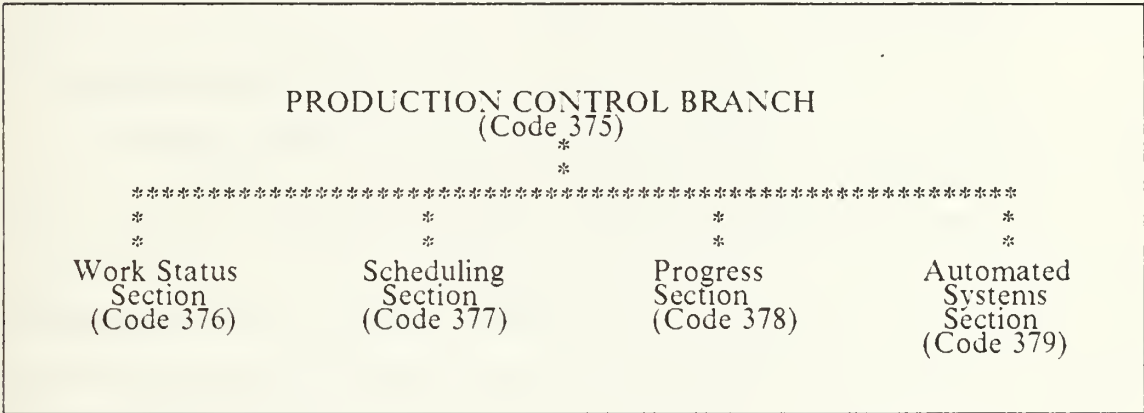 PRODUCTION CONTROL BRANCH
(Code 375)
*
*
**********************************************************
* * * *
* * * *
Work Status Scheduling Progress Automated
Section Section Section Systems
(Code 376) (Code 377) (Code 378) Section
(Code 379)